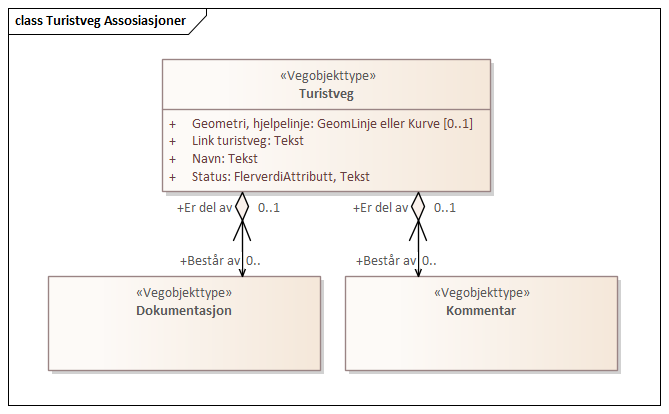 class Turistveg Assosiasjoner
«Vegobjekttype»
Turistveg
+ Geometri, hjelpelinje: GeomLinje eller Kurve [0..1]
+ Link turistveg: Tekst
+ Navn: Tekst
+ Status: FlerverdiAttributt, Tekst
+Er del av 0..1 +Er del av 0..1
+Består av 0.. +Består av 0..
«Vegobjekttype»
Dokumentasjon
«Vegobjekttype»
Kommentar